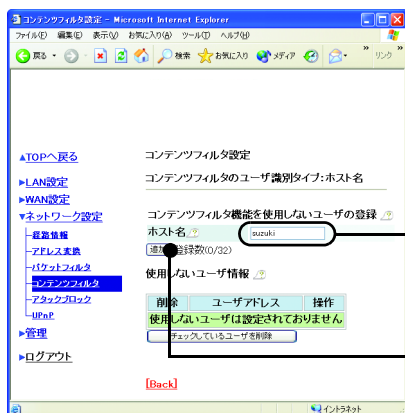 コンテンツフィルタ設定 - Microsoft Internet Explorer
ファイル(F) 編集(E) 表示(V) お気に入り(A) ツール(T) ヘルプ(H)
戻る 検索 お気に入り メディア リンク
▲TOPへ戻る
►LAN設定
►WAN設定
▼ネットワーク設定
経路情報
アドレス変換
パケットフィルタ
コンテンツフィルタ
アタックブロック
UPnP
►管理
►ログアウト
コンテンツフィルタ設定
コンテンツフィルタのユーザ識別タイプ:ホスト名
コンテンツフィルタ機能を使用しないユーザの登録
ホスト名 suzuki
追加 登録数(0/32)
使用しないユーザ情報
削除 ユーザアドレス 操作
使用しないユーザは設定されておりません
チェックしているユーザを削除
[Back]
イントラネット